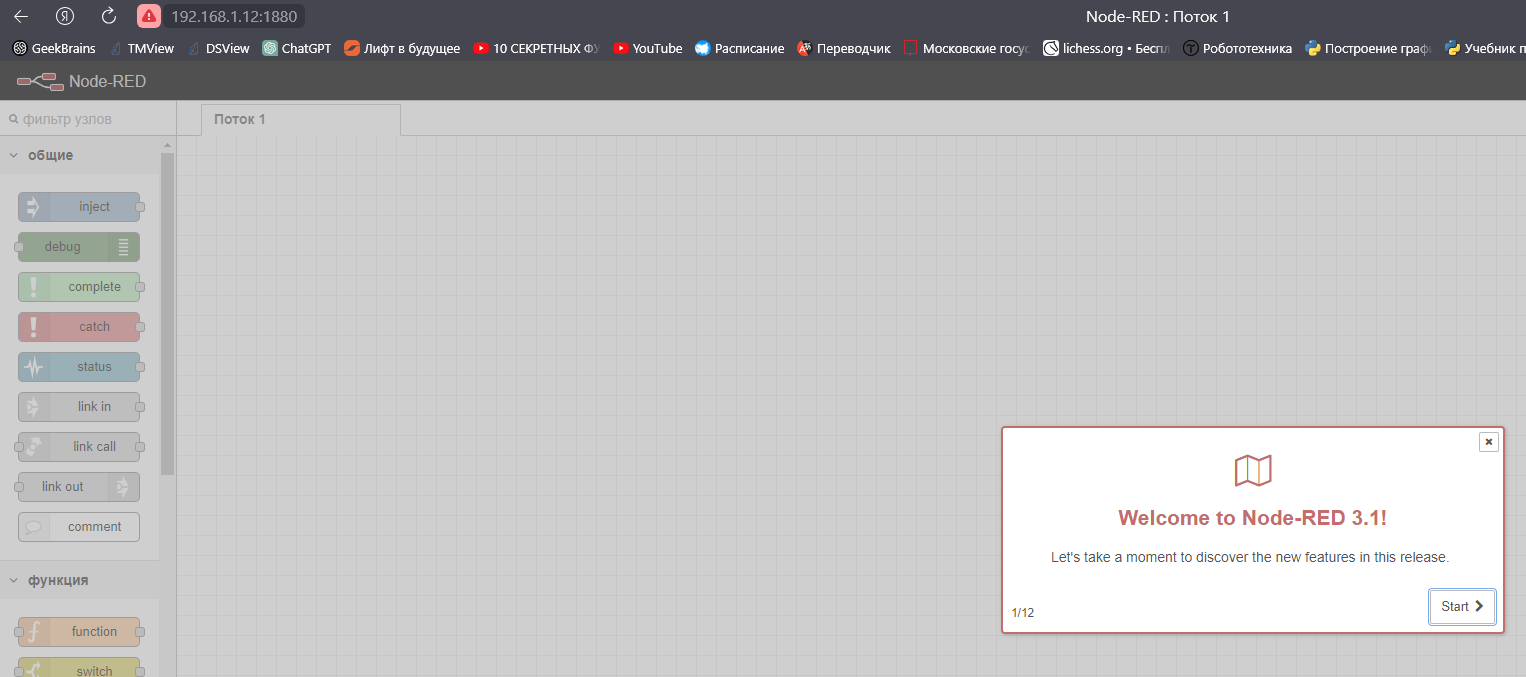 192.168.1.12:1880
Node-RED : Поток 1
GeekBrains TMView DSView ChatGPT Лифт в будущее 10 СЕКРЕТНЫХ ФУ YouTube Расписание Переводчик Московские госус lichess.org • Беспл Робототехника Построение графи Учебник п
Node-RED
фильтр узлов
Поток 1
общие
inject
debug
complete
catch
status
link in
link call
link out
comment
функция
function
switch
Welcome to Node-RED 3.1!
Let's take a moment to discover the new features in this release.
1/12
Start